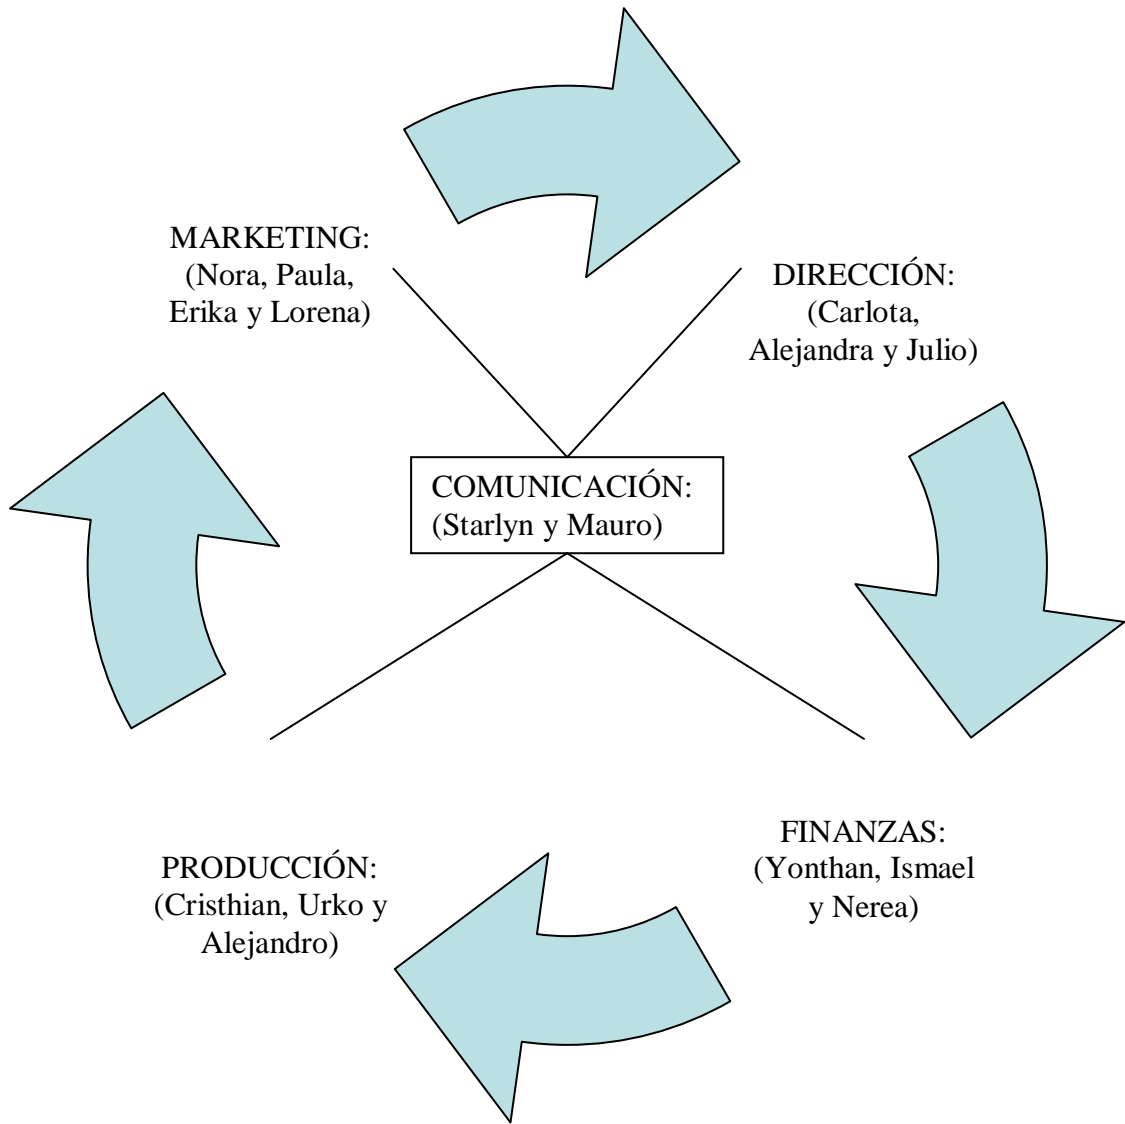 MARKETING:
(Nora, Paula,
Erika y Lorena)
DIRECCIÓN:
(Carlota,
Alejandra y Julio)
COMUNICACIÓN:
(Starlyn y Mauro)
PRODUCCIÓN:
(Cristhian, Urko y
Alejandro)
FINANZAS:
(Yonthan, Ismael
y Nerea)